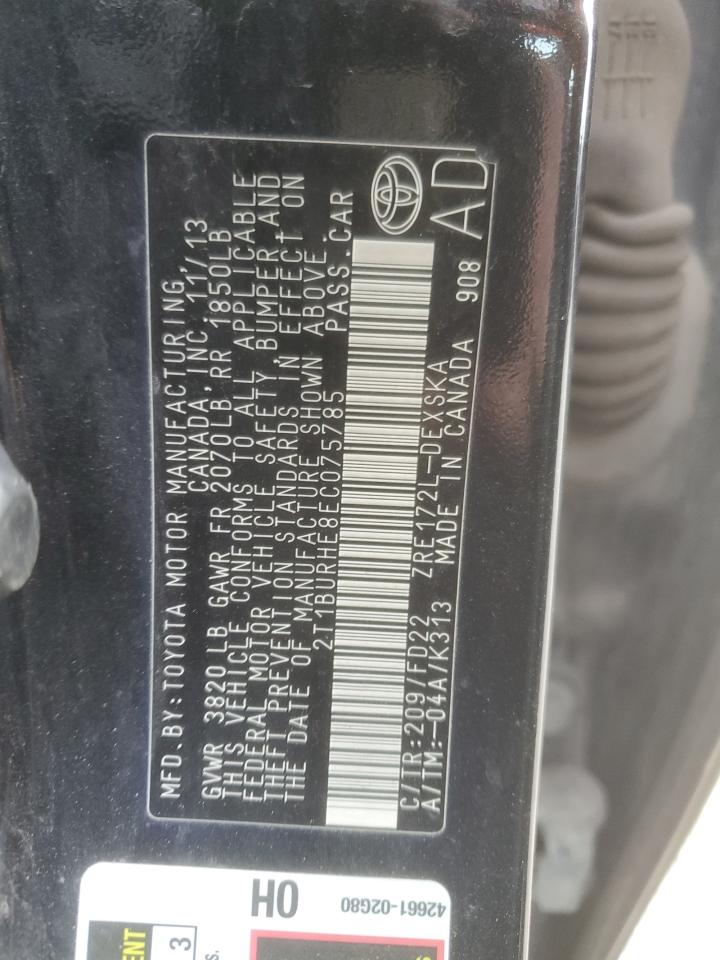 MFD.BY:TOYOTA MOTOR MANUFACTURING,
CANADA, INC. 11/13
GVWR 3820 LB GAWR FR 2070LB, RR 1850LB
THIS VEHICLE CONFORMS TO ALL APPLICABLE
FEDERAL MOTOR VEHICLE SAFETY, BUMPER, AND
THEFT PREVENTION STANDARDS IN EFFECT ON
THE DATE OF MANUFACTURE SHOWN ABOVE.
2T1BURHE8EC075785 PASS.CAR
C/TR:209/FD22 ZRE172L-DEXSKA
A/TM:-04A/K313 MADE IN CANADA 908 AD
0H
42661-02G80
3